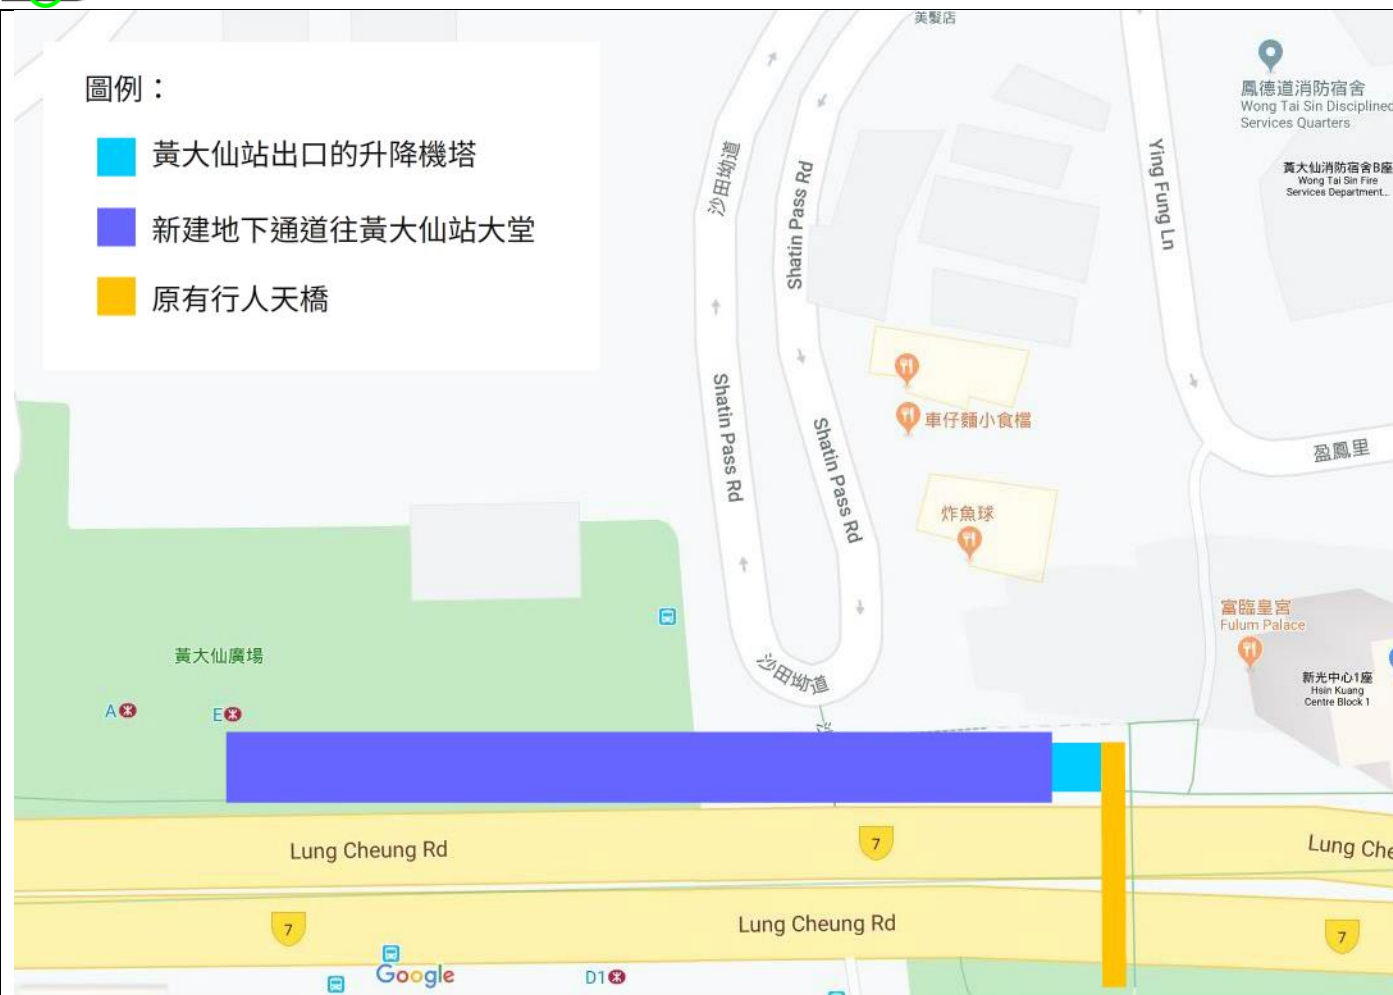 美髮店
圖例：
黃大仙站出口的升降機塔
新建地下通道往黃大仙站大堂
原有行人天橋
沙田坳道
Shatin Pass Rd
Ying Fung Ln
鳳德道消防宿舍
Wong Tai Sin Disciplined
Services Quarters
黃大仙消防宿舍B座
Wong Tai Sin Fire
Services Department...
Shatin Pass Rd
Shatin Pass Rd
車仔麵小食檔
盈鳳里
炸魚球
富臨皇宮
Fulum Palace
新光中心1座
Hsin Kuang
Centre Block 1
黃大仙廣場
沙田坳道
A
E
沙
Lung Cheung Rd
7
Lung Che
7
Lung Cheung Rd
7
Google
D1